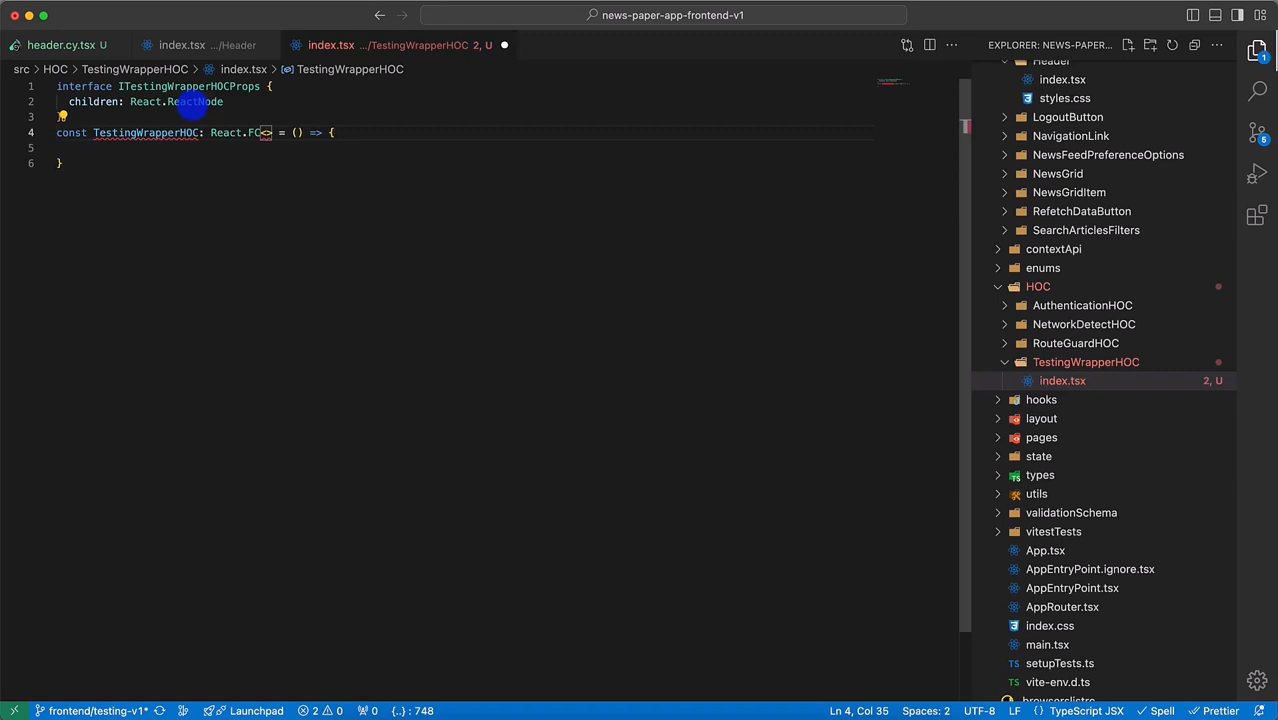 news-paper-app-frontend-v1
header.cy.tsx U
index.tsx .../Header
index.tsx .../TestingWrapperHOC 2, U
EXPLORER: NEWS-PAPER...
src > HOC > TestingWrapperHOC > index.tsx > TestingWrapperHOC
1 interface ITestingWrapperHOCProps {
2 children: React.ReactNode
3 }
4 const TestingWrapperHOC: React.FC<> = () => {
5
6 }
Header
index.tsx
styles.css
LogoutButton
NavigationLink
NewsFeedPreferenceOptions
NewsGrid
NewsGridItem
RefetchDataButton
SearchArticlesFilters
contextApi
enums
HOC
AuthenticationHOC
NetworkDetectHOC
RouteGuardHOC
TestingWrapperHOC
index.tsx 2, U
hooks
layout
pages
state
types
utils
validationSchema
vitestTests
App.tsx
AppEntryPoint.ignore.tsx
AppEntryPoint.tsx
AppRouter.tsx
index.css
main.tsx
TS setupTests.ts
TS vite-env.d.ts
.browserslistrc
1
5
frontend/testing-v1* Launchpad 2 0 0 {..} : 748 Ln 4, Col 35 Spaces: 2 UTF-8 LF {} TypeScript JSX Spell Prettier